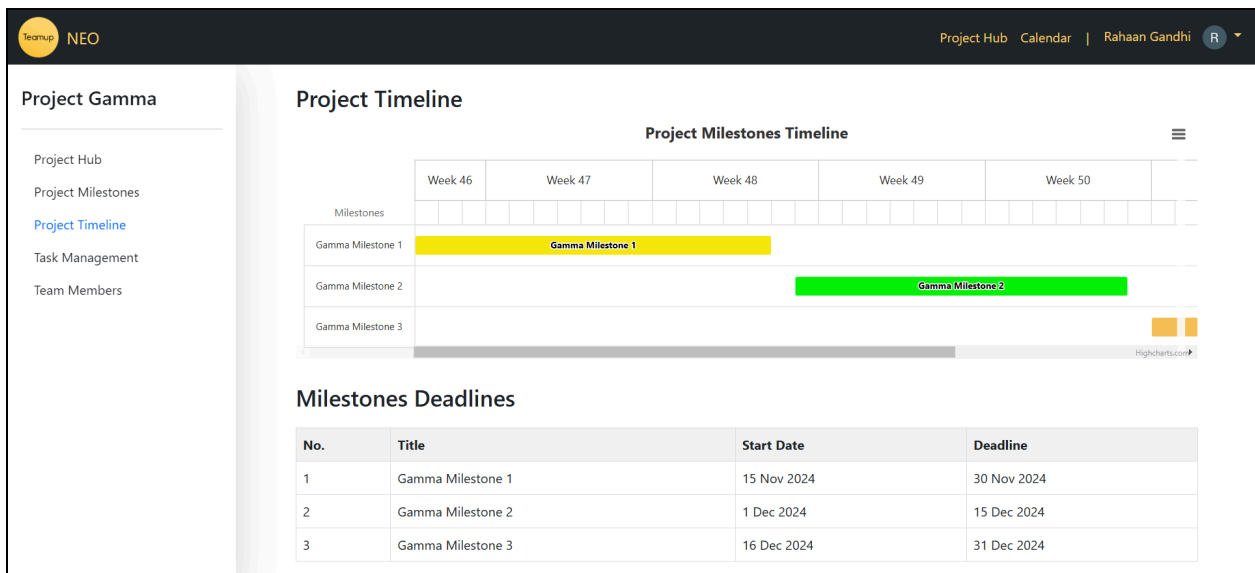 Teamup NEO Project Hub Calendar | Rahaan Gandhi R
Project Gamma
Project Hub
Project Milestones
Project Timeline
Task Management
Team Members
Project Timeline
Project Milestones Timeline
Week 46 Week 47 Week 48 Week 49 Week 50
Milestones
Gamma Milestone 1 Gamma Milestone 1
Gamma Milestone 2 Gamma Milestone 2
Gamma Milestone 3
Highcharts.com
Milestones Deadlines
No. Title Start Date Deadline
1 Gamma Milestone 1 15 Nov 2024 30 Nov 2024
2 Gamma Milestone 2 1 Dec 2024 15 Dec 2024
3 Gamma Milestone 3 16 Dec 2024 31 Dec 2024